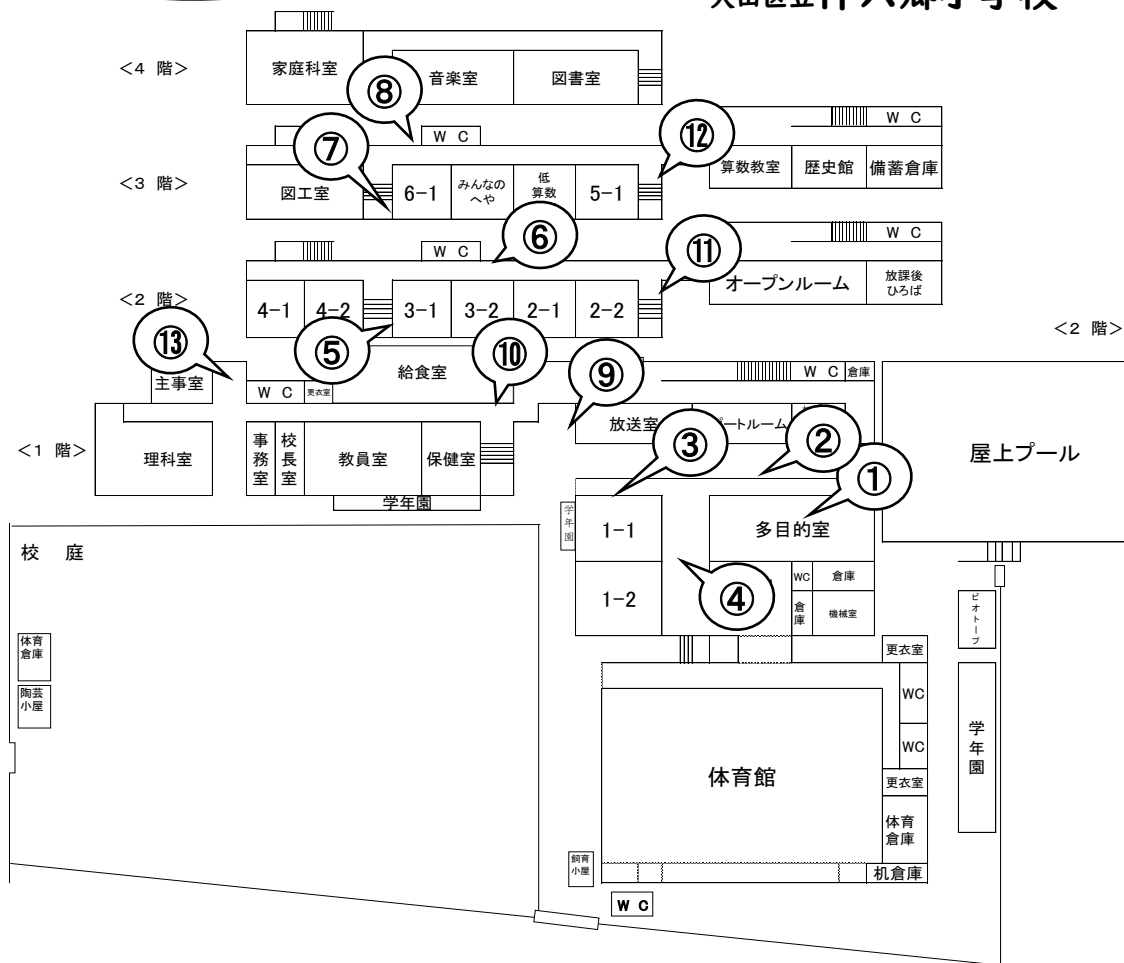 ＜4 階＞
家庭科室
音楽室
図書室
⑧
W C
⑦
⑫
W C
＜3 階＞
図工室
6-1
みんなの
へや
低
算数
5-1
算数教室
歴史館
備蓄倉庫
⑥
W C
⑪
W C
＜2 階＞
4-1
4-2
3-1
3-2
2-1
2-2
オープンルーム
放課後
ひろば
＜2 階＞
⑬
⑤
⑩
⑨
主事室
W C
更衣室
給食室
W C
倉庫
放送室
ートルーム
③
②
①
＜1 階＞
理科室
事務室
校長室
教員室
保健室
学年園
屋上プール
学年園
1-1
多目的室
校 庭
1-2
④
WC
倉庫
倉庫
機械室
ビオトープ
体育
倉庫
陶芸
小屋
更衣室
WC
WC
学年園
体育館
更衣室
体育
倉庫
飼育
小屋
机倉庫
W C